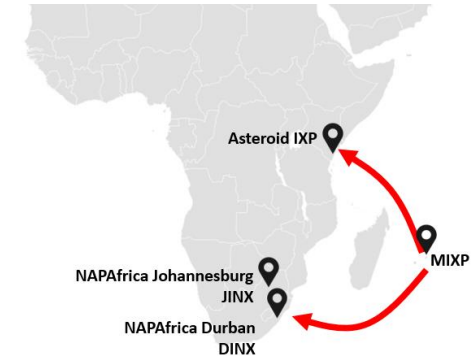 Asteroid IXP
MIXP
NAPAfrica Johannesburg
JINX
NAPAfrica Durban
DINX